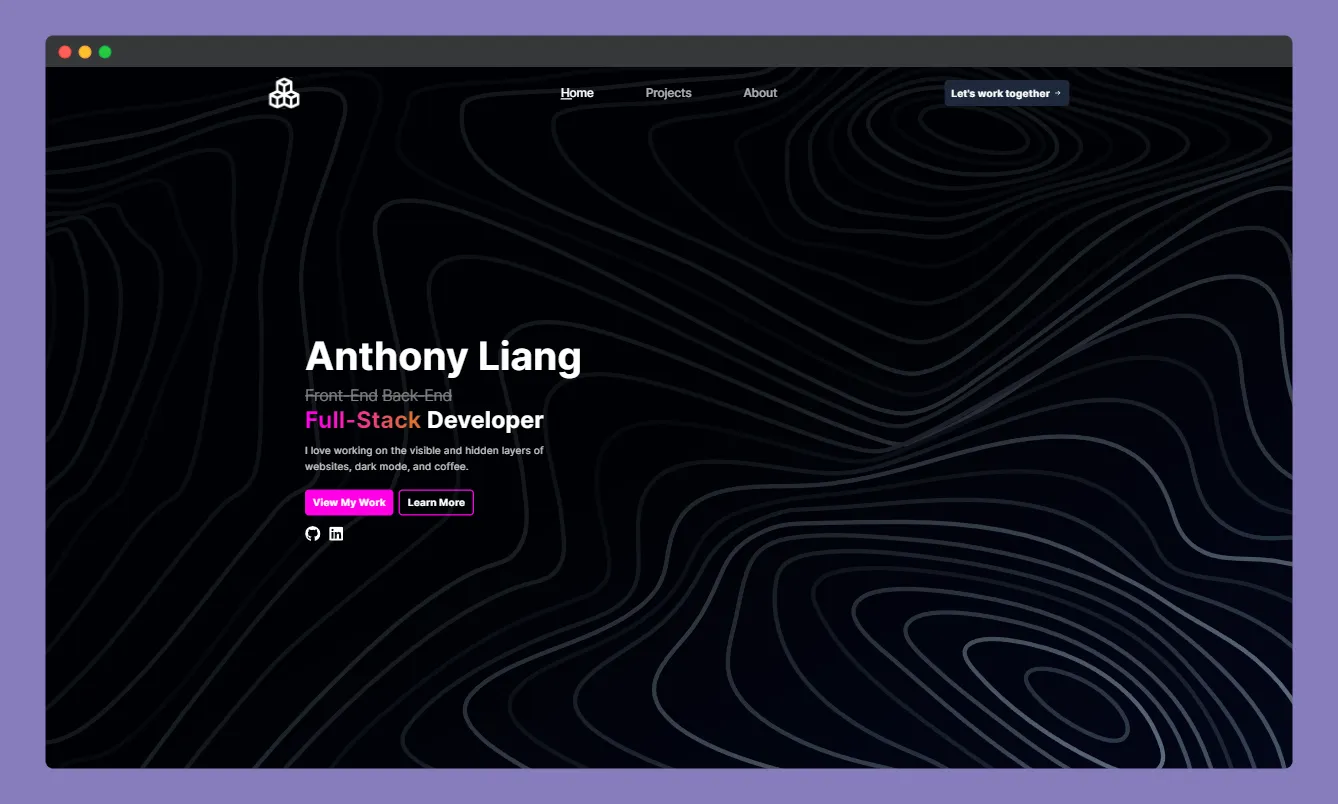 Home
Projects
About
Let's work together →
Anthony Liang
Front-End Back-End
Full-Stack Developer
I love working on the visible and hidden layers of
websites, dark mode, and coffee.
View My Work
Learn More
in